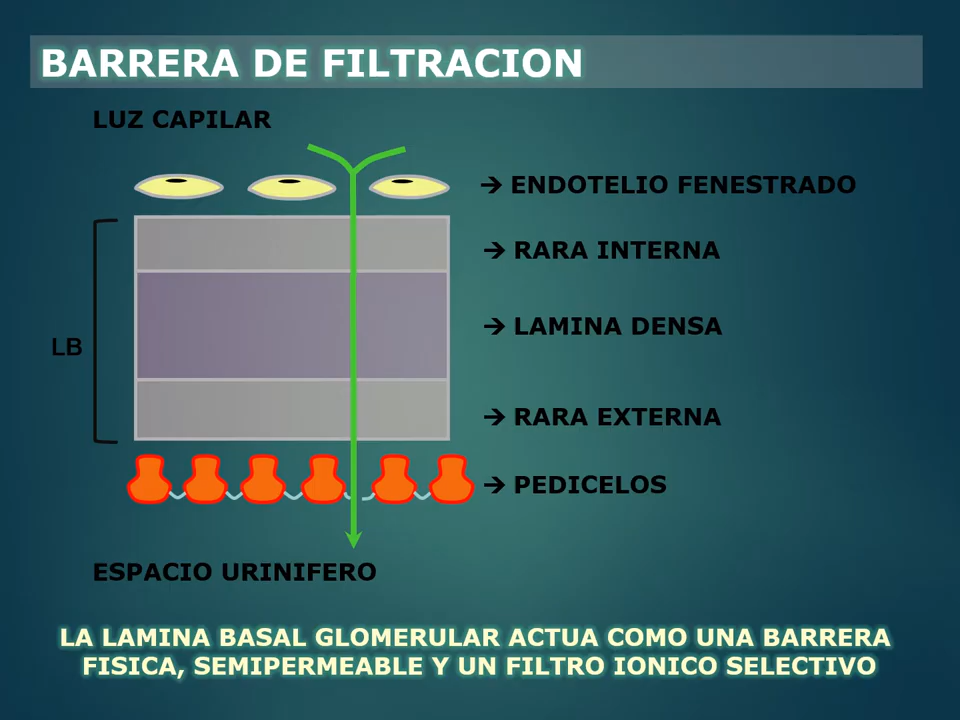 BARRERA DE FILTRACION
LUZ CAPILAR
→ ENDOTELIO FENESTRADO
→ RARA INTERNA
→ LAMINA DENSA
LB
→ RARA EXTERNA
→ PEDICELOS
ESPACIO URINIFERO
LA LAMINA BASAL GLOMERULAR ACTUA COMO UNA BARRERA
FISICA, SEMIPERMEABLE Y UN FILTRO IONICO SELECTIVO